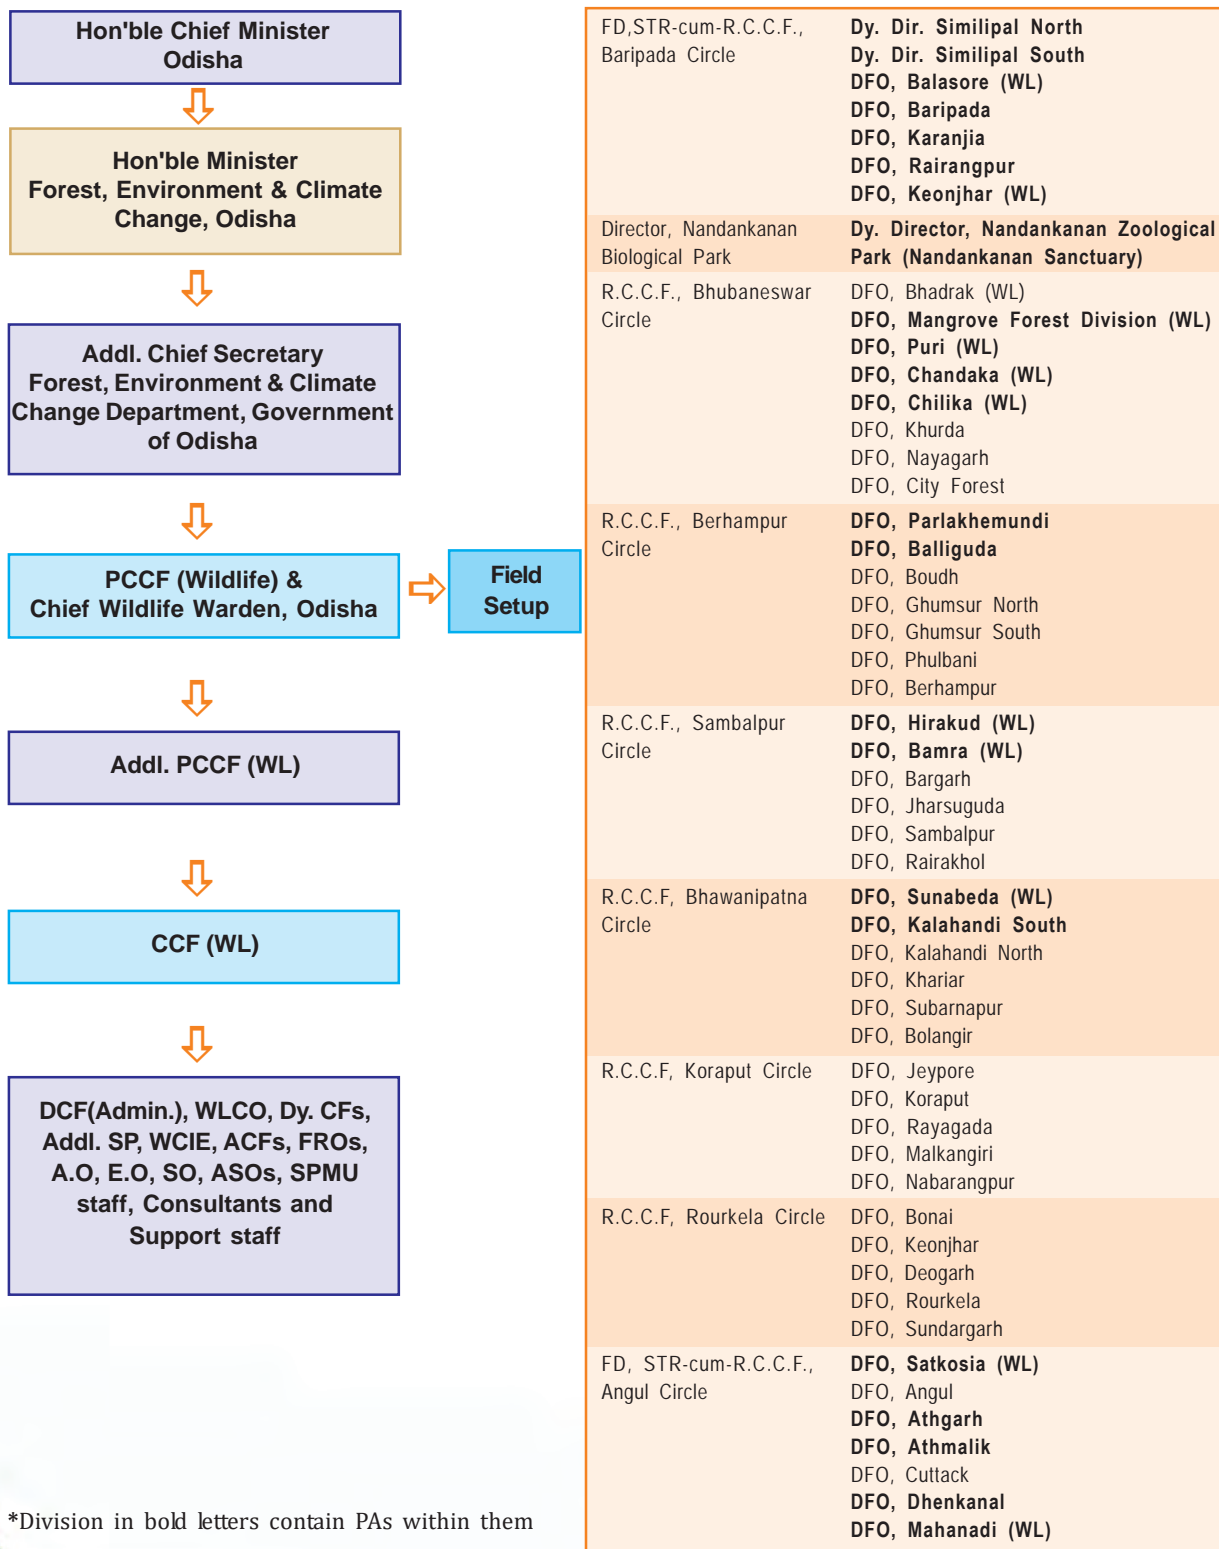 Hon'ble Chief Minister
Odisha
Hon'ble Minister
Forest, Environment & Climate
Change, Odisha
Addl. Chief Secretary
Forest, Environment & Climate
Change Department, Government
of Odisha
PCCF (Wildlife) &
Chief Wildlife Warden, Odisha
Field
Setup
Addl. PCCF (WL)
CCF (WL)
DCF(Admin.), WLCO, Dy. CFs,
Addl. SP, WCIE, ACFs, FROs,
A.O, E.O, SO, ASOs, SPMU
staff, Consultants and
Support staff
*Division in bold letters contain PAs within them
FD,STR-cum-R.C.C.F.,
Baripada Circle
Dy. Dir. Similipal North
Dy. Dir. Similipal South
DFO, Balasore (WL)
DFO, Baripada
DFO, Karanjia
DFO, Rairangpur
DFO, Keonjhar (WL)
Director, Nandankanan
Biological Park
Dy. Director, Nandankanan Zoological
Park (Nandankanan Sanctuary)
R.C.C.F., Bhubaneswar
Circle
DFO, Bhadrak (WL)
DFO, Mangrove Forest Division (WL)
DFO, Puri (WL)
DFO, Chandaka (WL)
DFO, Chilika (WL)
DFO, Khurda
DFO, Nayagarh
DFO, City Forest
R.C.C.F., Berhampur
Circle
DFO, Parlakhemundi
DFO, Balliguda
DFO, Boudh
DFO, Ghumsur North
DFO, Ghumsur South
DFO, Phulbani
DFO, Berhampur
R.C.C.F., Sambalpur
Circle
DFO, Hirakud (WL)
DFO, Bamra (WL)
DFO, Bargarh
DFO, Jharsuguda
DFO, Sambalpur
DFO, Rairakhol
R.C.C.F, Bhawanipatna
Circle
DFO, Sunabeda (WL)
DFO, Kalahandi South
DFO, Kalahandi North
DFO, Khariar
DFO, Subarnapur
DFO, Bolangir
R.C.C.F, Koraput Circle
DFO, Jeypore
DFO, Koraput
DFO, Rayagada
DFO, Malkangiri
DFO, Nabarangpur
R.C.C.F, Rourkela Circle
DFO, Bonai
DFO, Keonjhar
DFO, Deogarh
DFO, Rourkela
DFO, Sundargarh
FD, STR-cum-R.C.C.F.,
Angul Circle
DFO, Satkosia (WL)
DFO, Angul
DFO, Athgarh
DFO, Athmalik
DFO, Cuttack
DFO, Dhenkanal
DFO, Mahanadi (WL)